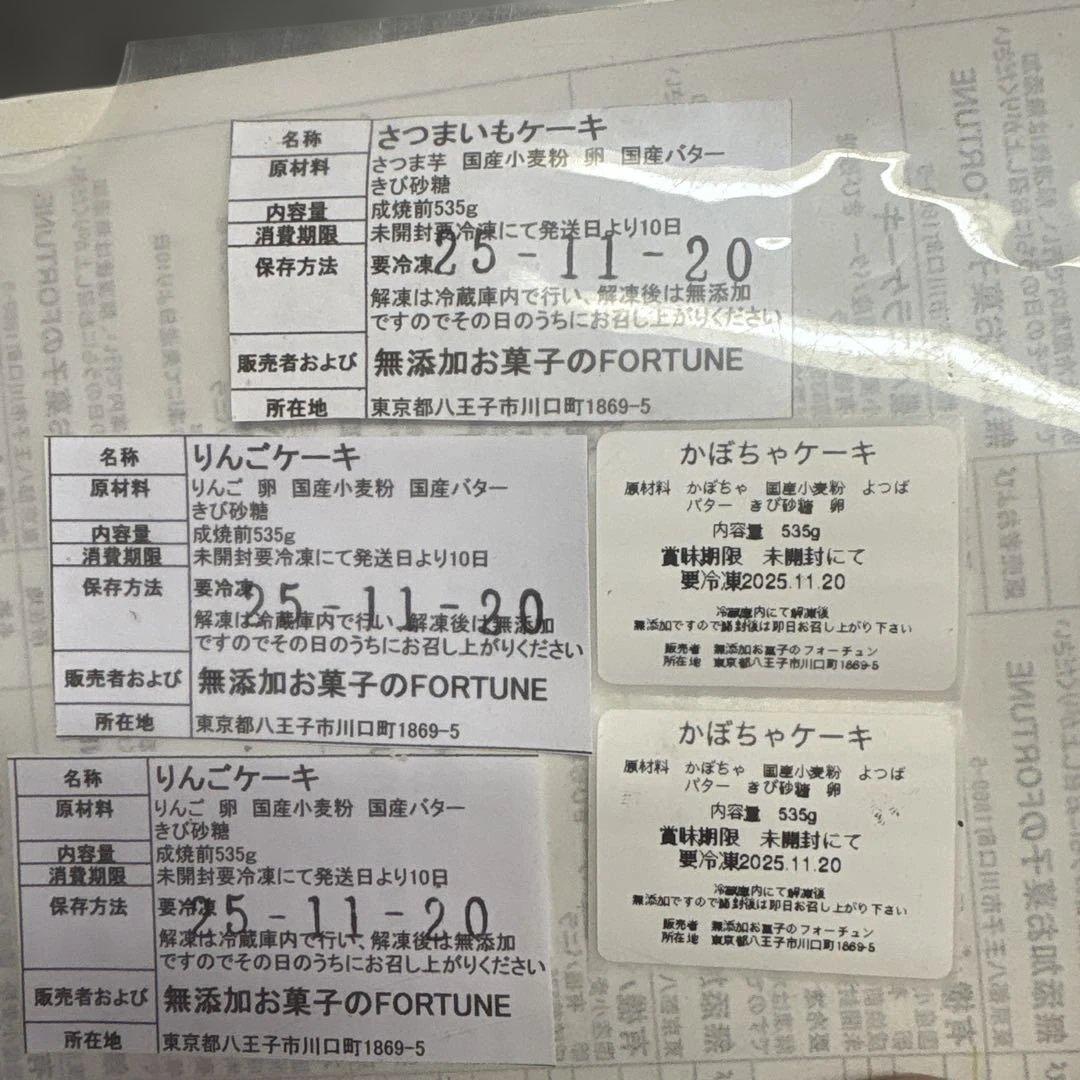 名称 さつまいもケーキ
原材料 さつま芋 国産小麦粉 卵 国産バター
きび砂糖
内容量 成焼前535g
消費期限 未開封要冷凍にて発送日より10日
保存方法 要冷凍 25-11-20
解凍は冷蔵庫内で行い、解凍後は無添加
ですのでその日のうちにお召し上がりください
販売者および 無添加お菓子のFORTUNE
所在地 東京都八王子市川口町1869-5
名称 りんごケーキ
原材料 りんご 卵 国産小麦粉 国産バター
きび砂糖
内容量 成焼前535g
消費期限 未開封要冷凍にて発送日より10日
保存方法 要冷凍 25-11-20
解凍は冷蔵庫内で行い、解凍後は無添加
ですのでその日のうちにお召し上がりください
販売者および 無添加お菓子のFORTUNE
所在地 東京都八王子市川口町1869-5
かぼちゃケーキ
原材料 かぼちゃ 国産小麦粉 よつば
バター きび砂糖 卵
内容量 535g
賞味期限 未開封にて
要冷凍2025.11.20
冷蔵庫内にて解凍後
無添加ですので開封後は即日お召し上がり下さい
販売者 無添加お菓子のフォーチュン
所在地 東京都八王子市川口町1869-5
名称 りんごケーキ
原材料 りんご 卵 国産小麦粉 国産バター
きび砂糖
内容量 成焼前535g
消費期限 未開封要冷凍にて発送日より10日
保存方法 要冷凍 25-11-20
解凍は冷蔵庫内で行い、解凍後は無添加
ですのでその日のうちにお召し上がりください
販売者および 無添加お菓子のFORTUNE
所在地 東京都八王子市川口町1869-5
かぼちゃケーキ
原材料 かぼちゃ 国産小麦粉 よつば
バター きび砂糖 卵
内容量 535g
賞味期限 未開封にて
要冷凍2025.11.20
冷蔵庫内にて解凍後
無添加ですので開封後は即日お召し上がり下さい
販売者 無添加お菓子のフォーチュン
所在地 東京都八王子市川口町1869-5